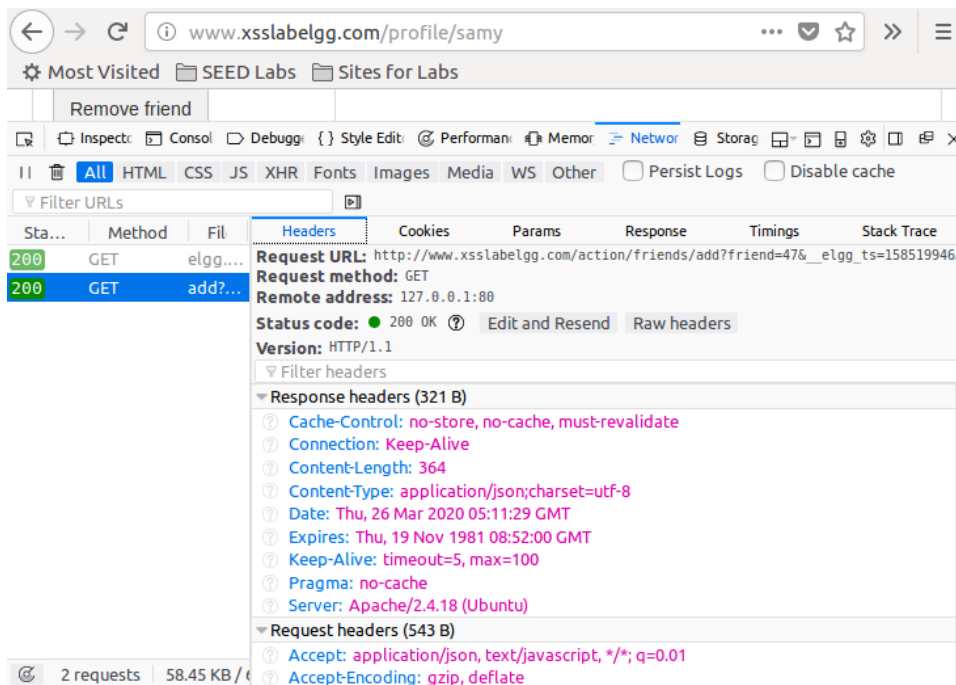 www.xsslabelgg.com/profile/samy
Most Visited SEED Labs Sites for Labs
Remove friend
Inspecto Consol Debugge {} Style Edito Performanc Memor Networ Storag
All HTML CSS JS XHR Fonts Images Media WS Other Persist Logs Disable cache
Filter URLs
Sta… Method Fil Headers Cookies Params Response Timings Stack Trace
200 GET elgg.…
200 GET add?…
Request URL: http://www.xsslabelgg.com/action/friends/add?friend=47&__elgg_ts=158519946
Request method: GET
Remote address: 127.0.0.1:80
Status code: 200 OK ? Edit and Resend Raw headers
Version: HTTP/1.1
Filter headers
Response headers (321 B)
? Cache-Control: no-store, no-cache, must-revalidate
? Connection: Keep-Alive
? Content-Length: 364
? Content-Type: application/json;charset=utf-8
? Date: Thu, 26 Mar 2020 05:11:29 GMT
? Expires: Thu, 19 Nov 1981 08:52:00 GMT
? Keep-Alive: timeout=5, max=100
? Pragma: no-cache
? Server: Apache/2.4.18 (Ubuntu)
Request headers (543 B)
? Accept: application/json, text/javascript, */*; q=0.01
? Accept-Encoding: gzip, deflate
2 requests 58.45 KB /